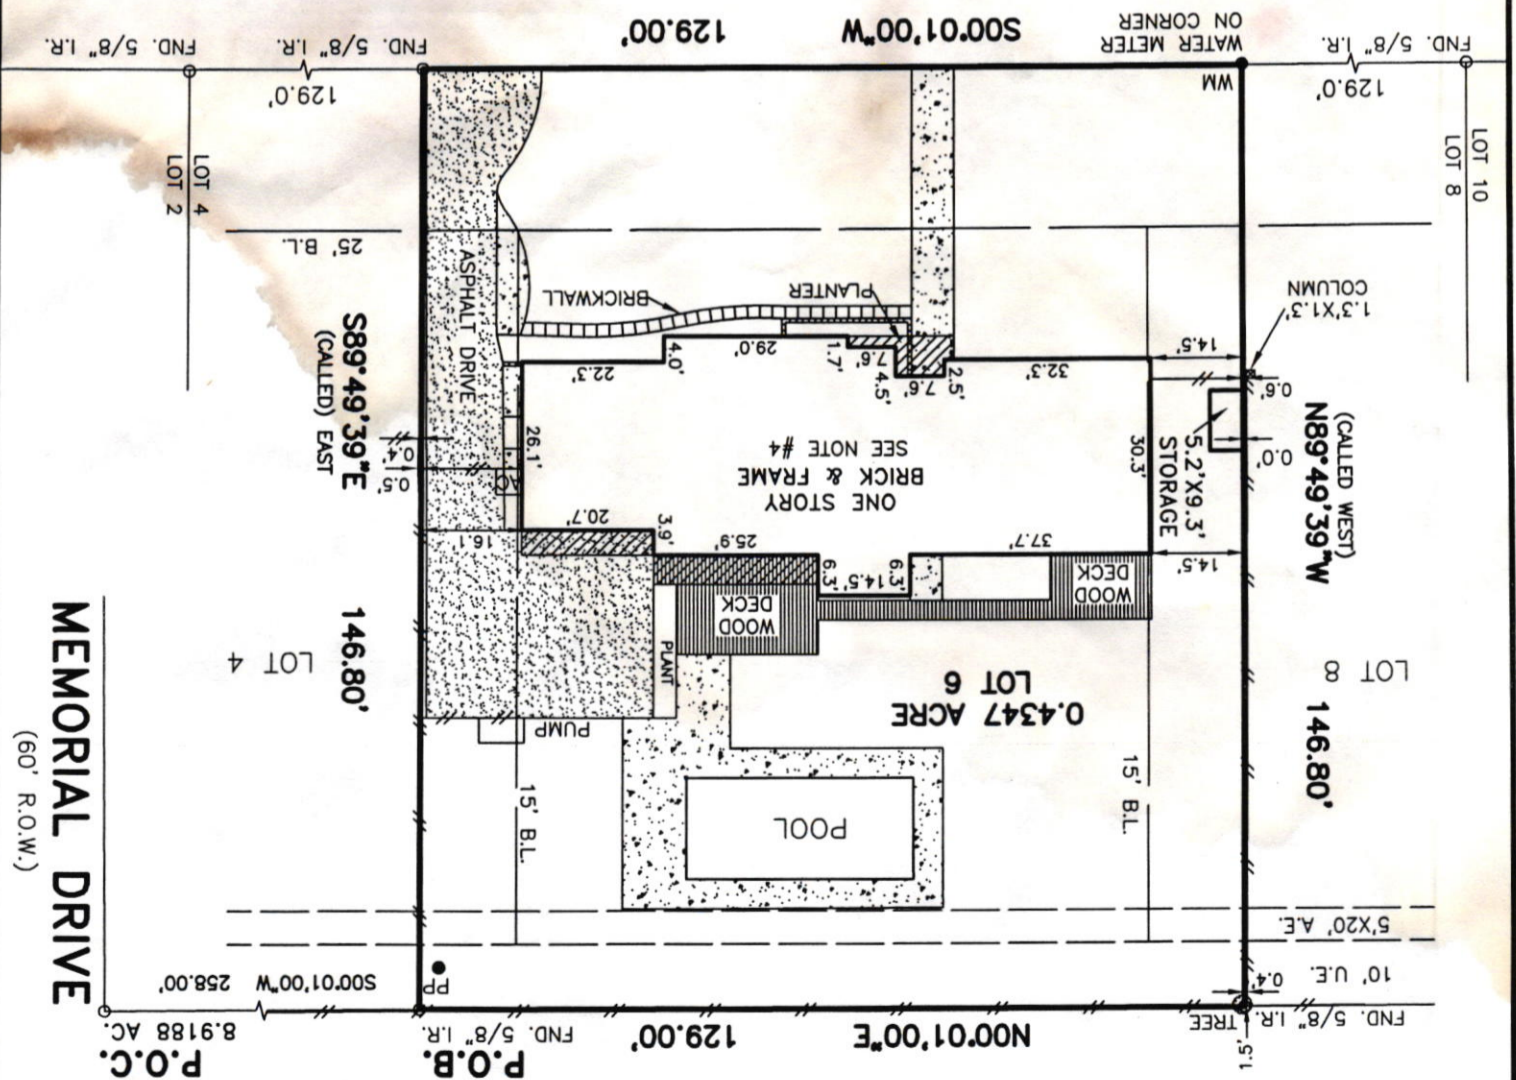 P.O.C.
8.9188 AC.
S00°01'00"W 258.00'
P.O.B.
FND. 5/8" I.R.
N00°01'00"E 129.00'
TREE
FND. 5/8" I.R.
1.5'
0.4'
10' U.E.
5'X20' A.E.
PP
MEMORIAL DRIVE
(60' R.O.W.)
15' B.L.
15' B.L.
POOL
PUMP
PLANT
WOOD
DECK
WOOD
DECK
0.4347 ACRE
LOT 6
LOT 4
LOT 8
146.80'
146.80'
S89°49'39"E
(CALLED) EAST
(CALLED WEST)
N89°49'39"W
16.1
20.7'
3.9'
25.9'
6.3'
14.5'
6.3'
37.7'
14.5'
ONE STORY
BRICK & FRAME
SEE NOTE #4
26.1'
30.3'
AC
0.5'
0.4'
5.2'X9.3'
STORAGE
0.0'
0.6'
1.3'X1.3'
COLUMN
14.5'
22.3'
4.0'
29.0'
1.7'
7.6'
4.5'
7.6'
2.5'
32.3'
ASPHALT DRIVE
BRICKWALL
PLANTER
25' B.L.
LOT 4
LOT 2
LOT 10
LOT 8
129.0'
129.0'
WM
FND. 5/8" I.R.
FND. 5/8" I.R.
129.00'
S00°01'00"W
WATER METER
ON CORNER
FND. 5/8" I.R.